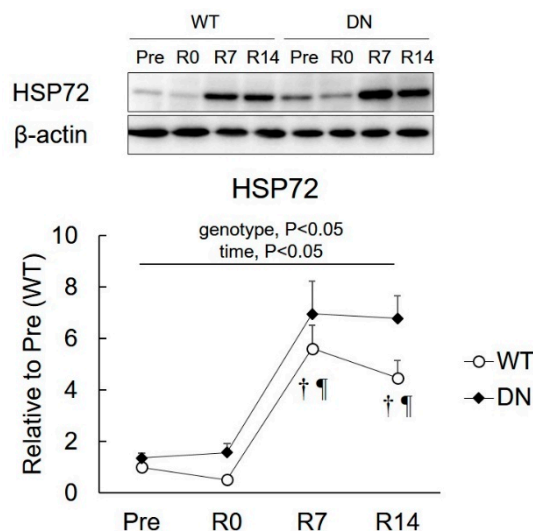 WT DN
Pre R0 R7 R14 Pre R0 R7 R14
HSP72
β-actin
HSP72
genotype, P<0.05
time, P<0.05
Relative to Pre (WT)
10
8
6
4
2
0
† ¶ † ¶
WT
DN
Pre R0 R7 R14